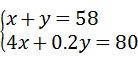 x + y = 58
4x + 0.2y = 80